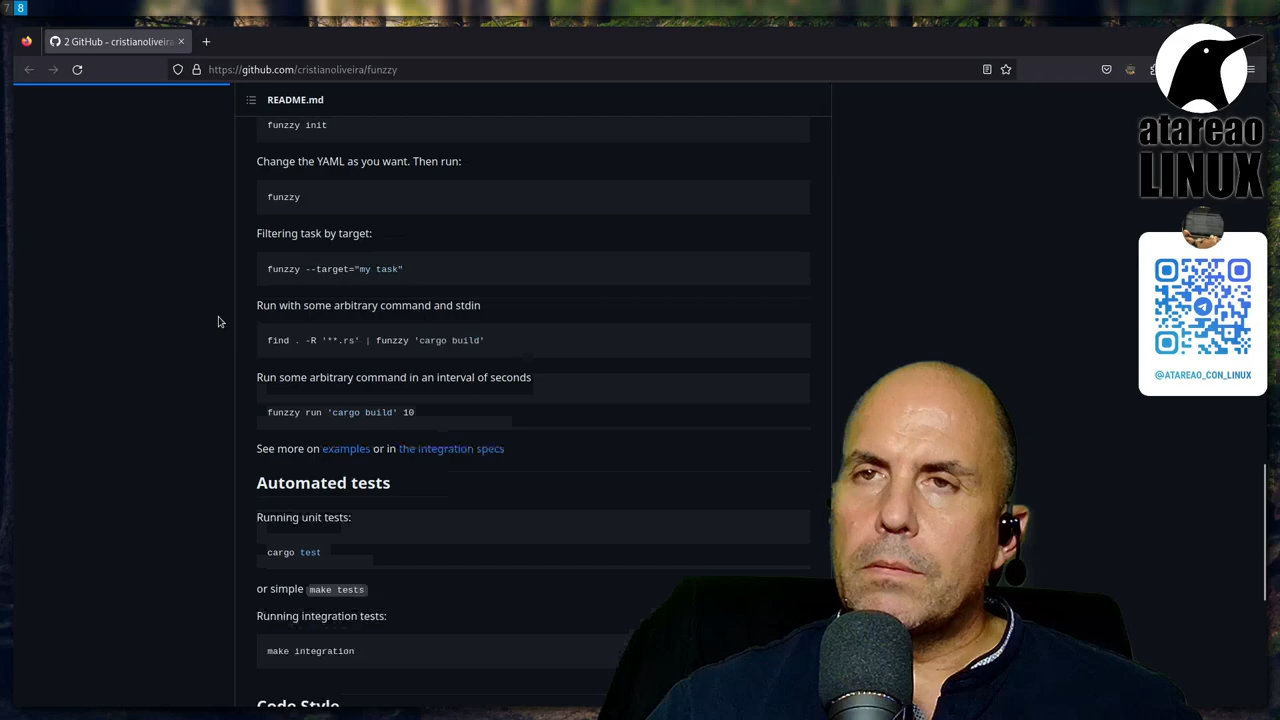 7 8
2 GitHub - cristianoliveira
https://github.com/cristianoliveira/funzzy
README.md
funzzy init
Change the YAML as you want. Then run:
funzzy
Filtering task by target:
funzzy --target="my task"
Run with some arbitrary command and stdin
find . -R '**.rs' | funzzy 'cargo build'
Run some arbitrary command in an interval of seconds
funzzy run 'cargo build' 10
See more on examples or in the integration specs
Automated tests
Running unit tests:
cargo test
or simple make tests
Running integration tests:
make integration
Code Style
atareao
LINUX
@ATAREAO_CON_LINUX